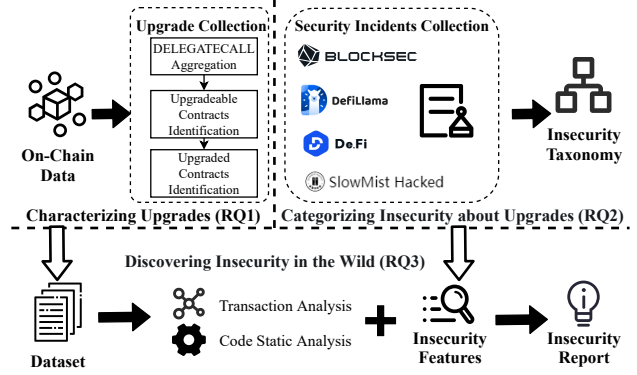 Upgrade Collection
DELEGATECALL
Aggregation
Upgradeable
Contracts
Identification
Upgraded
Contracts
Identification
On-Chain
Data
Characterizing Upgrades (RQ1)
Security Incidents Collection
BLOCKSEC
DefiLlama
De.Fi
SlowMist Hacked
Insecurity
Taxonomy
Categorizing Insecurity about Upgrades (RQ2)
Discovering Insecurity in the Wild (RQ3)
Dataset
Transaction Analysis
Code Static Analysis
Insecurity
Features
Insecurity
Report